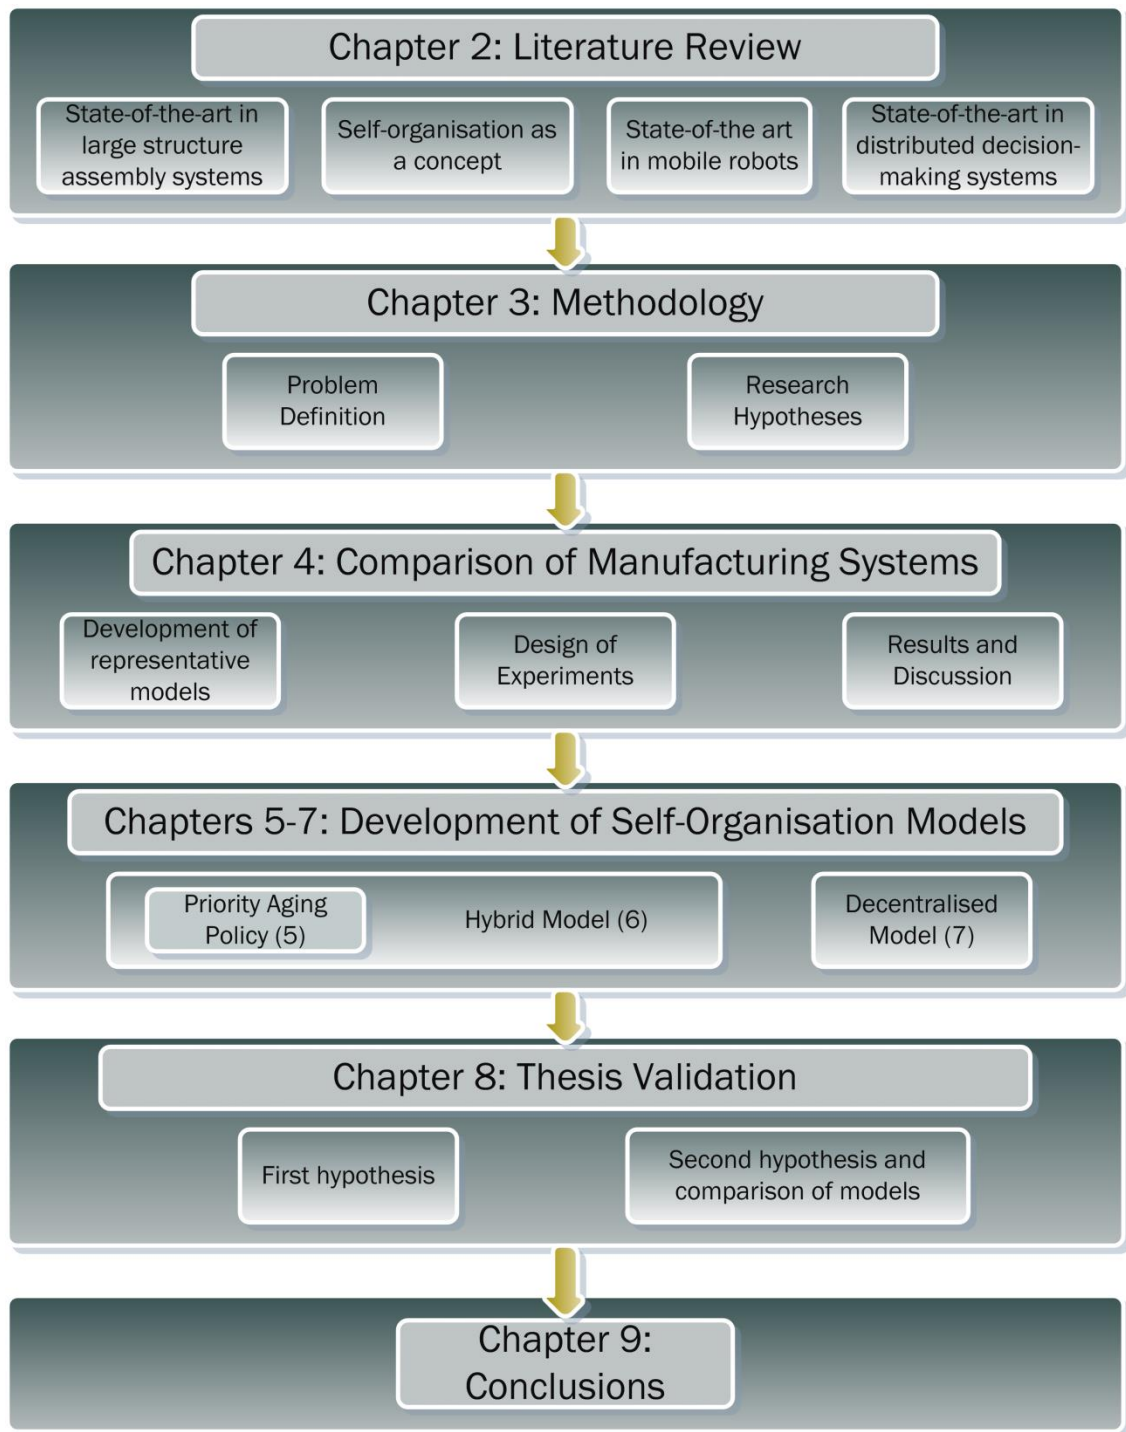 Chapter 2: Literature Review
State-of-the-art in
large structure
assembly systems
Self-organisation as
a concept
State-of-the art
in mobile robots
State-of-the-art in
distributed decision-
making systems
Chapter 3: Methodology
Problem
Definition
Research
Hypotheses
Chapter 4: Comparison of Manufacturing Systems
Development of
representative
models
Design of
Experiments
Results and
Discussion
Chapters 5-7: Development of Self-Organisation Models
Priority Aging
Policy (5)
Hybrid Model (6)
Decentralised
Model (7)
Chapter 8: Thesis Validation
First hypothesis
Second hypothesis and
comparison of models
Chapter 9:
Conclusions